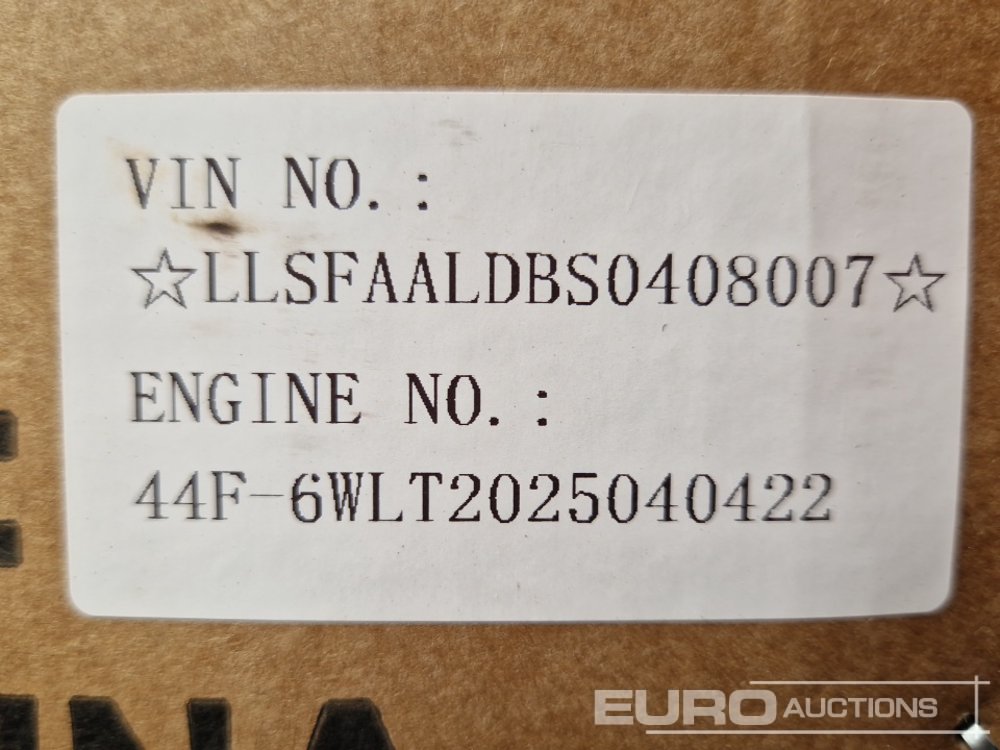 VIN NO.:
☆LLSFAALDBS0408007☆
ENGINE NO.:
44F-6WLT2025040422
EURO AUCTIONS